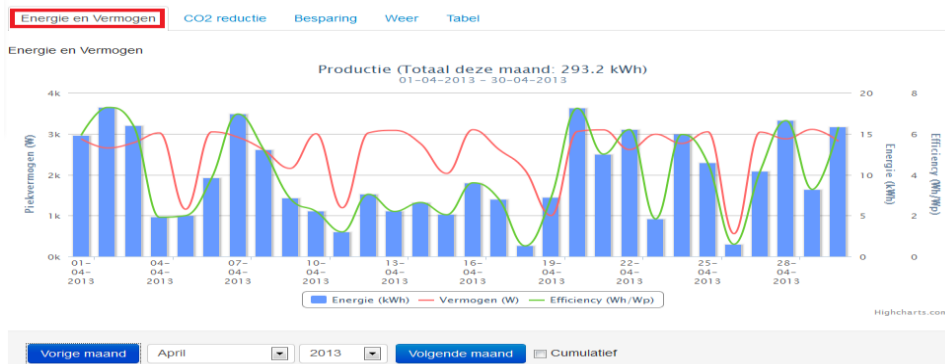 Energie en Vermogen CO2 reductie Besparing Weer Tabel
Energie en Vermogen
Productie (Totaal deze maand: 293.2 kWh)
01-04-2013 - 30-04-2013
4k 20 8
3k 15 6
2k 10 4
1k 5 2
0k 0 0
Piekvermogen (W)
Energie (kWh)
Efficiency (Wh/Wp)
01-04-2013 04-04-2013 07-04-2013 10-04-2013 13-04-2013 16-04-2013 19-04-2013 22-04-2013 25-04-2013 28-04-2013
Energie (kWh) Vermogen (W) Efficiency (Wh/Wp)
Highcharts.com
Vorige maand April 2013 Volgende maand Cumulatief